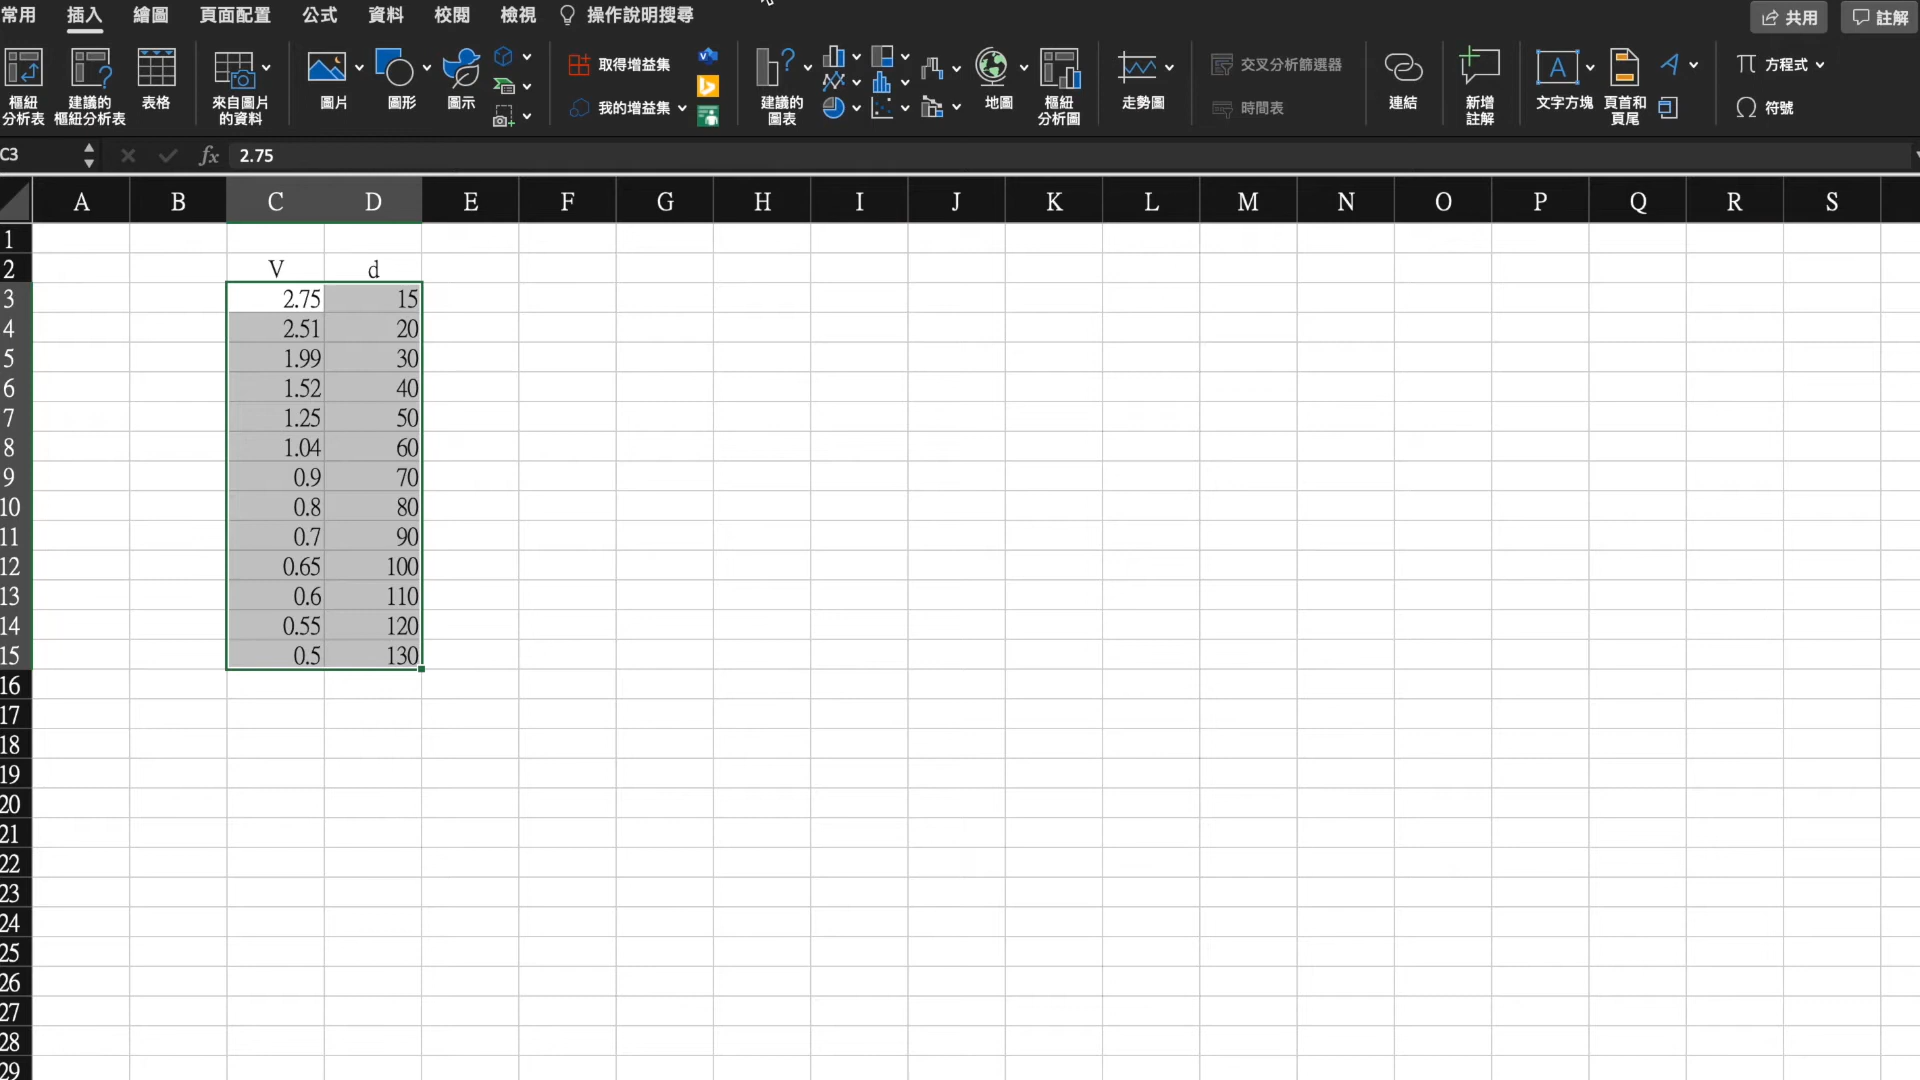 常用 插入 繪圖 頁面配置 公式 資料 校閱 檢視 操作說明搜尋 共用 註解
樞紐
分析表
建議的
樞紐分析表
表格
來自圖片
的資料
圖片
圖形
圖示
取得增益集
我的增益集
建議的
圖表
地圖
樞紐
分析圖
走勢圖
交叉分析篩選器
時間表
連結
新增
註解
文字方塊
頁首和
頁尾
方程式
符號
C3 fx 2.75
A B C D E F G H I J K L M N O P Q R S
1
2 V d
3 2.75 15
4 2.51 20
5 1.99 30
6 1.52 40
7 1.25 50
8 1.04 60
9 0.9 70
10 0.8 80
11 0.7 90
12 0.65 100
13 0.6 110
14 0.55 120
15 0.5 130
16
17
18
19
20
21
22
23
24
25
26
27
28
29